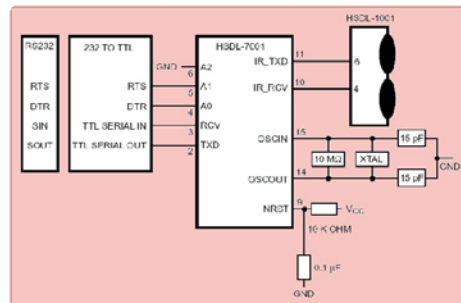 HSDL-1001
RS232
232 TO TTL
HSDL-7001
GND
6
A2
IR_TXD
11
6
RTS
RTS
5
A1
IR_RCV
10
4
DTR
DTR
4
A0
SIN
TTL SERIAL IN
3
RCV
OSCIN
15
15 pF
SOUT
TTL SERIAL OUT
2
TXD
10 MΩ
XTAL
GND
OSCOUT
14
15 pF
NRST
9
VCC
10 K OHM
0.1 µF
GND